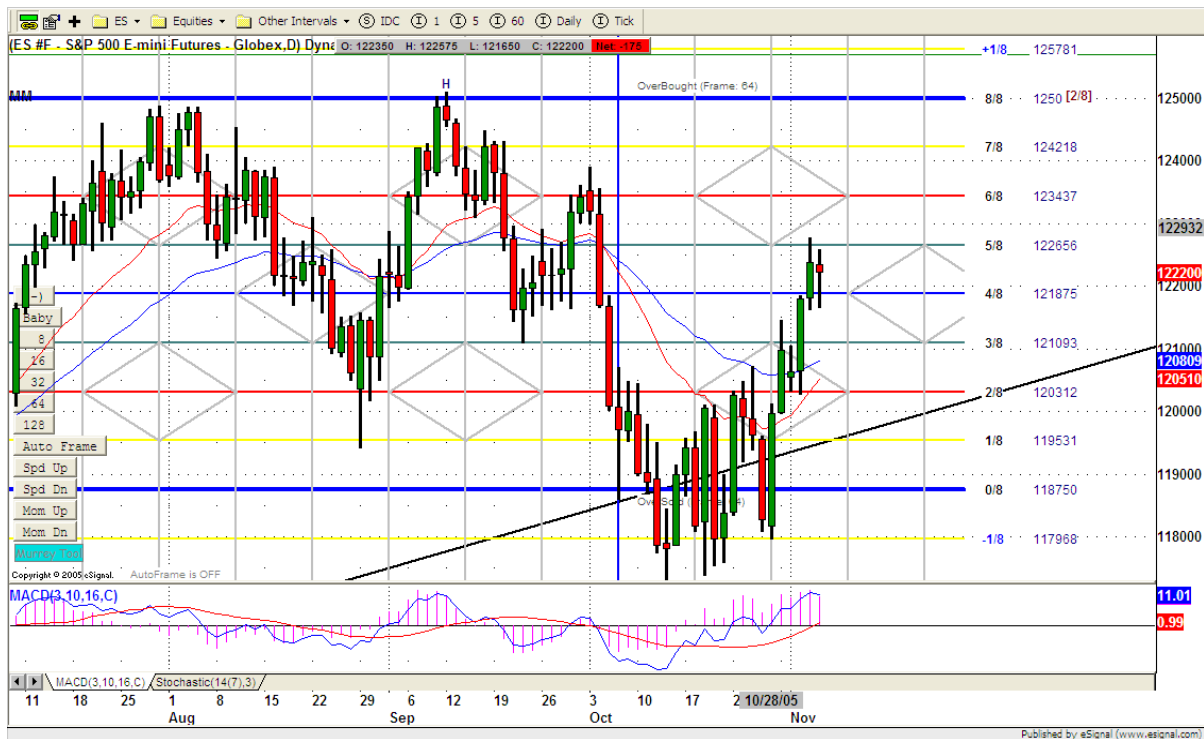 ES Equities Other Intervals IDC 1 5 60 Daily Tick
(ES #F - S&P 500 E-mini Futures - Globex,D) Dyna O: 122350 H: 122575 L: 121650 C: 122200 Net: -175
+1/8 125781
H
OverBought (Frame: 64)
MM
8/8 1250 [2/8] 125000
7/8 124218
124000
6/8 123437
122932
5/8 122656
122200
122000
4/8 121875
-)
Baby
8
3/8 121093
121000
16
120809
32
120510
2/8 120312
64
120000
128
1/8 119531
Auto Frame
Spd Up
119000
Spd Dn
0/8 118750
Mom Up
Mom Dn
118000
-1/8 117968
Murrey Tool
Copyright © 2005 eSignal. AutoFrame is OFF
MACD(3,10,16,C)
11.01
0.99
MACD(3,10,16,C) Stochastic(14(7),3)
11 18 25 1 8 15 22 29 6 12 19 26 3 10 17 2 10/28/05
Aug Sep Oct Nov
Published by eSignal (www.esignal.com)